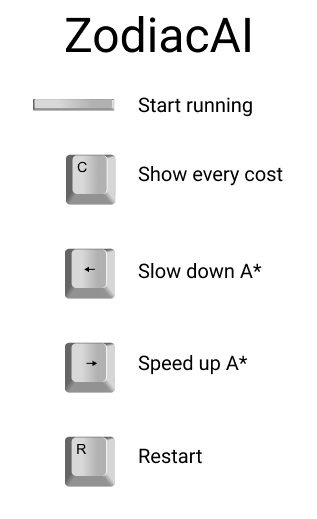 ZodiacAI
Start running
C
Show every cost
←
Slow down A*
→
Speed up A*
R
Restart